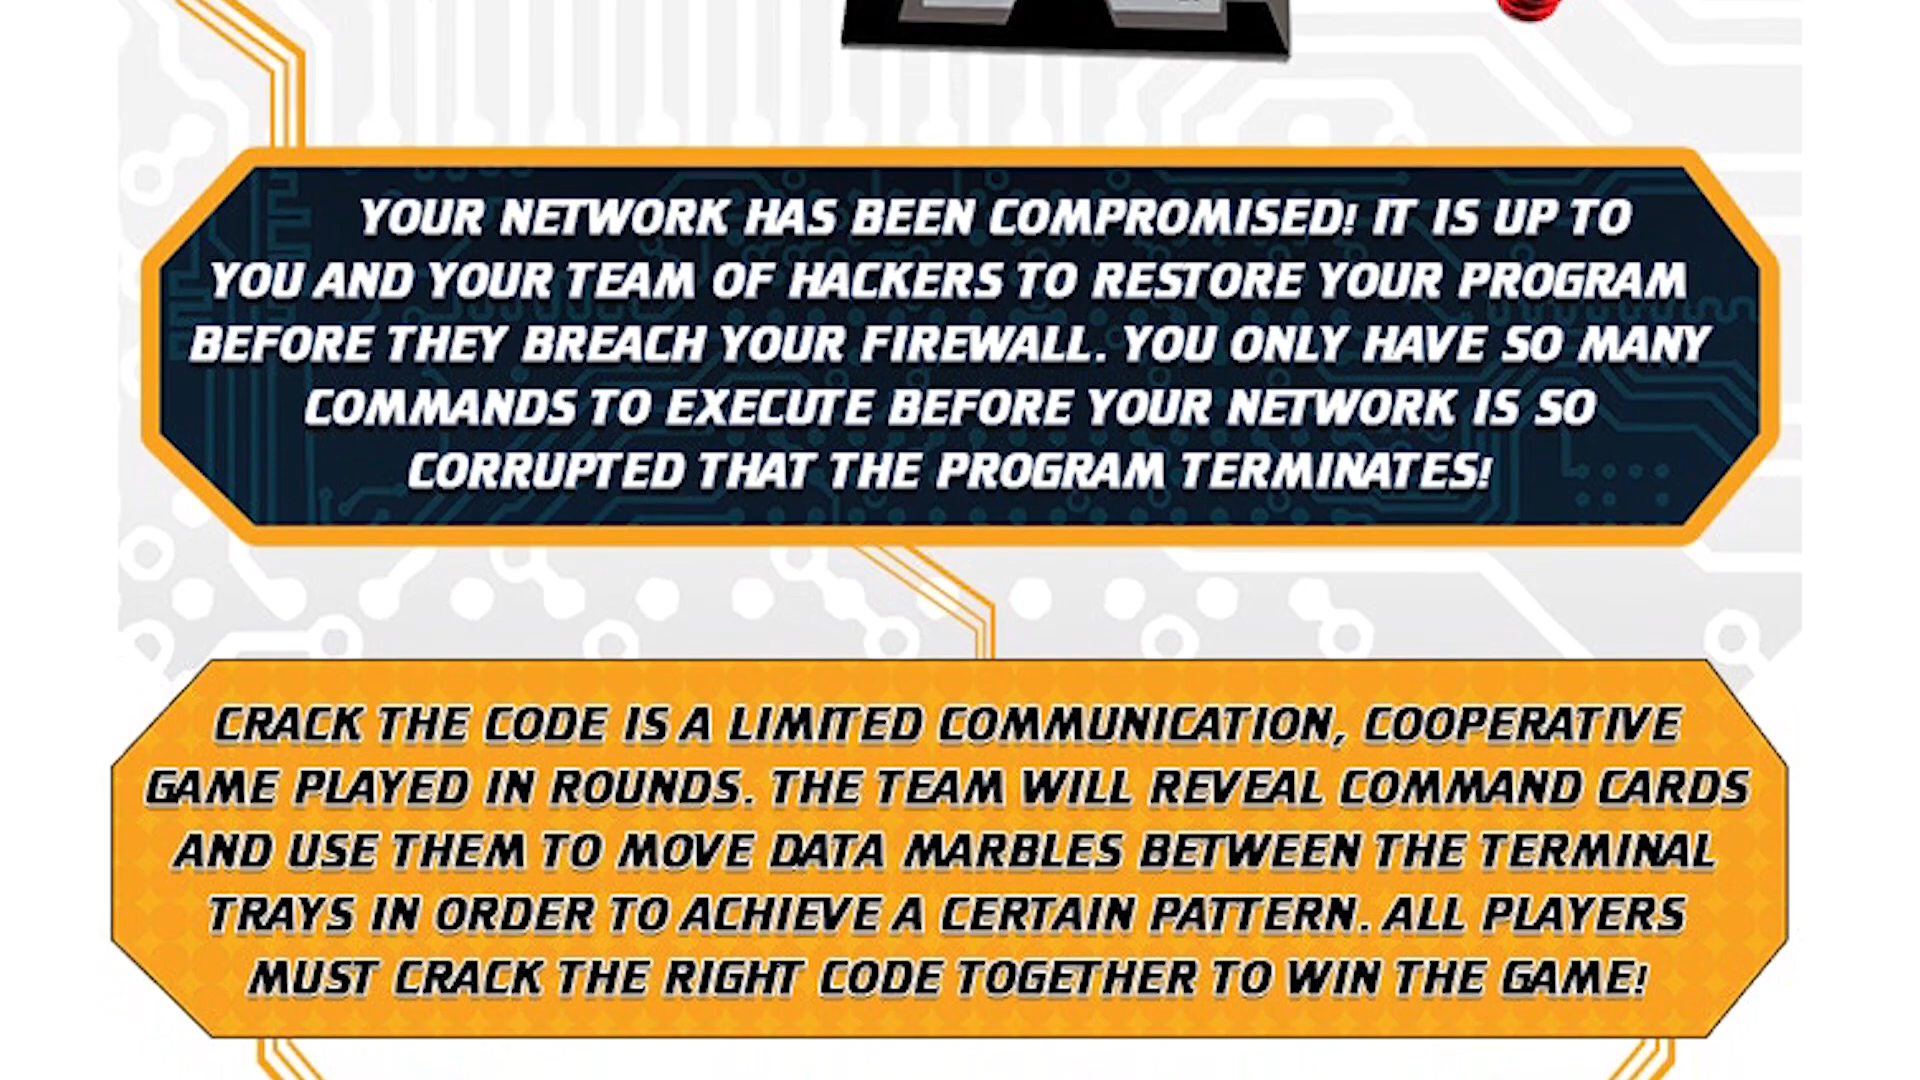 YOUR NETWORK HAS BEEN COMPROMISED! IT IS UP TO
YOU AND YOUR TEAM OF HACKERS TO RESTORE YOUR PROGRAM
BEFORE THEY BREACH YOUR FIREWALL. YOU ONLY HAVE SO MANY
COMMANDS TO EXECUTE BEFORE YOUR NETWORK IS SO
CORRUPTED THAT THE PROGRAM TERMINATES!
CRACK THE CODE IS A LIMITED COMMUNICATION, COOPERATIVE
GAME PLAYED IN ROUNDS. THE TEAM WILL REVEAL COMMAND CARDS
AND USE THEM TO MOVE DATA MARBLES BETWEEN THE TERMINAL
TRAYS IN ORDER TO ACHIEVE A CERTAIN PATTERN. ALL PLAYERS
MUST CRACK THE RIGHT CODE TOGETHER TO WIN THE GAME!